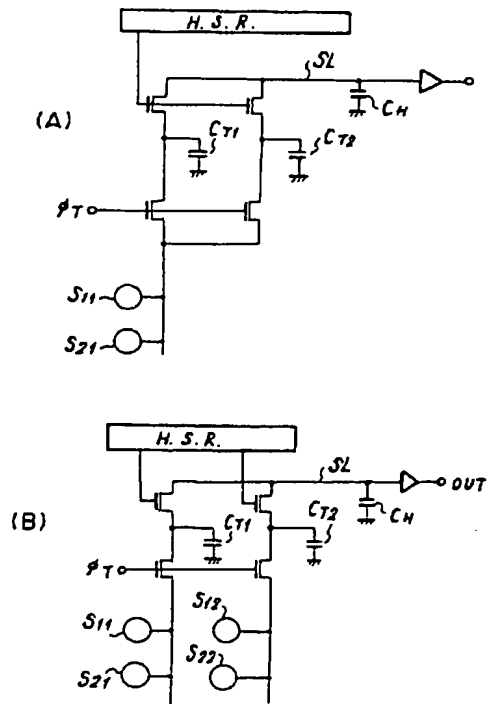 H. S. R.
SL
(A)
CH
CT1
CT2
φT
S11
S21
H. S. R.
SL
OUT
(B)
CH
CT1
CT2
φT
S11
S12
S21
S22